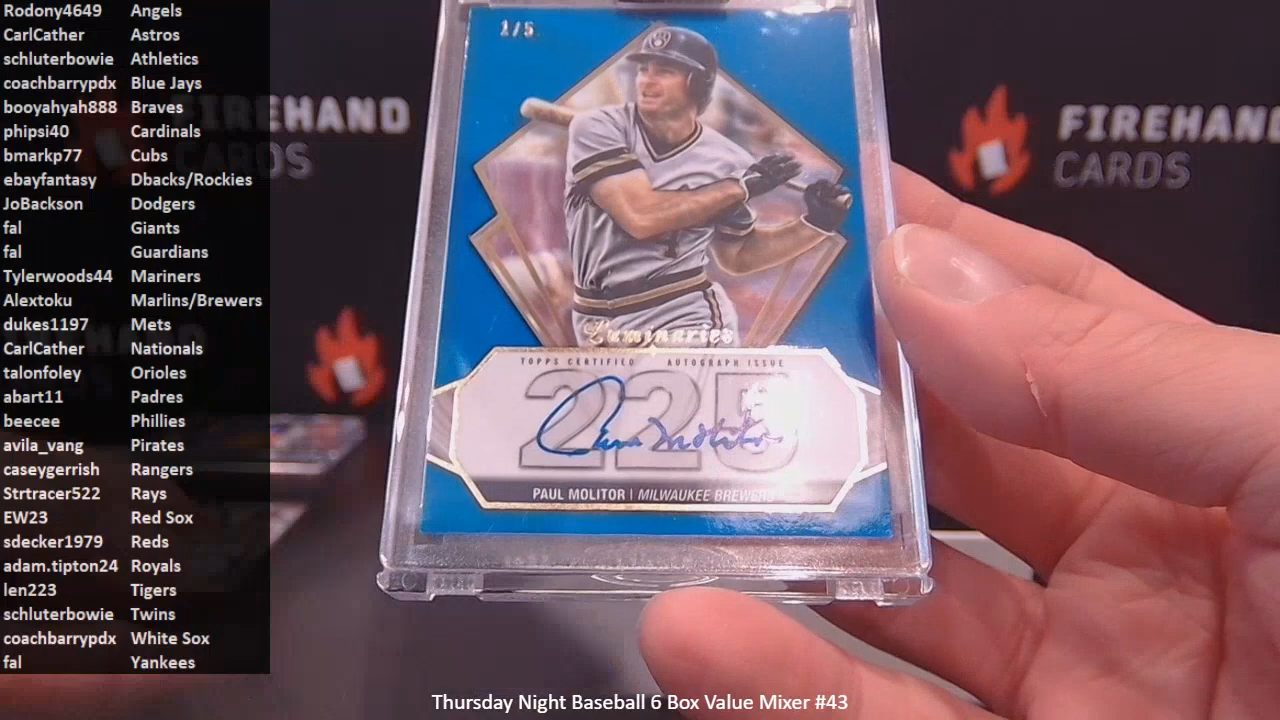 Rodony4649 Angels
CarlCather Astros
schluterbowie Athletics
coachbarrypdx Blue Jays
booyahyah888 Braves
phipsi40 Cardinals
bmarkp77 Cubs
ebayfantasy Dbacks/Rockies
JoBackson Dodgers
fal Giants
fal Guardians
Tylerwoods44 Mariners
Alextoku Marlins/Brewers
dukes1197 Mets
CarlCather Nationals
talonfoley Orioles
abart11 Padres
beecee Phillies
avila_vang Pirates
caseygerrish Rangers
Strtracer522 Rays
EW23 Red Sox
sdecker1979 Reds
adam.tipton24 Royals
len223 Tigers
schluterbowie Twins
coachbarrypdx White Sox
fal Yankees
FIREHAND
CARDS
1/5
Luminaries
TOPPS CERTIFIED AUTOGRAPH ISSUE
225
Paul Molitor
PAUL MOLITOR | MILWAUKEE BREWERS
FIREHAND
CARDS
Thursday Night Baseball 6 Box Value Mixer #43